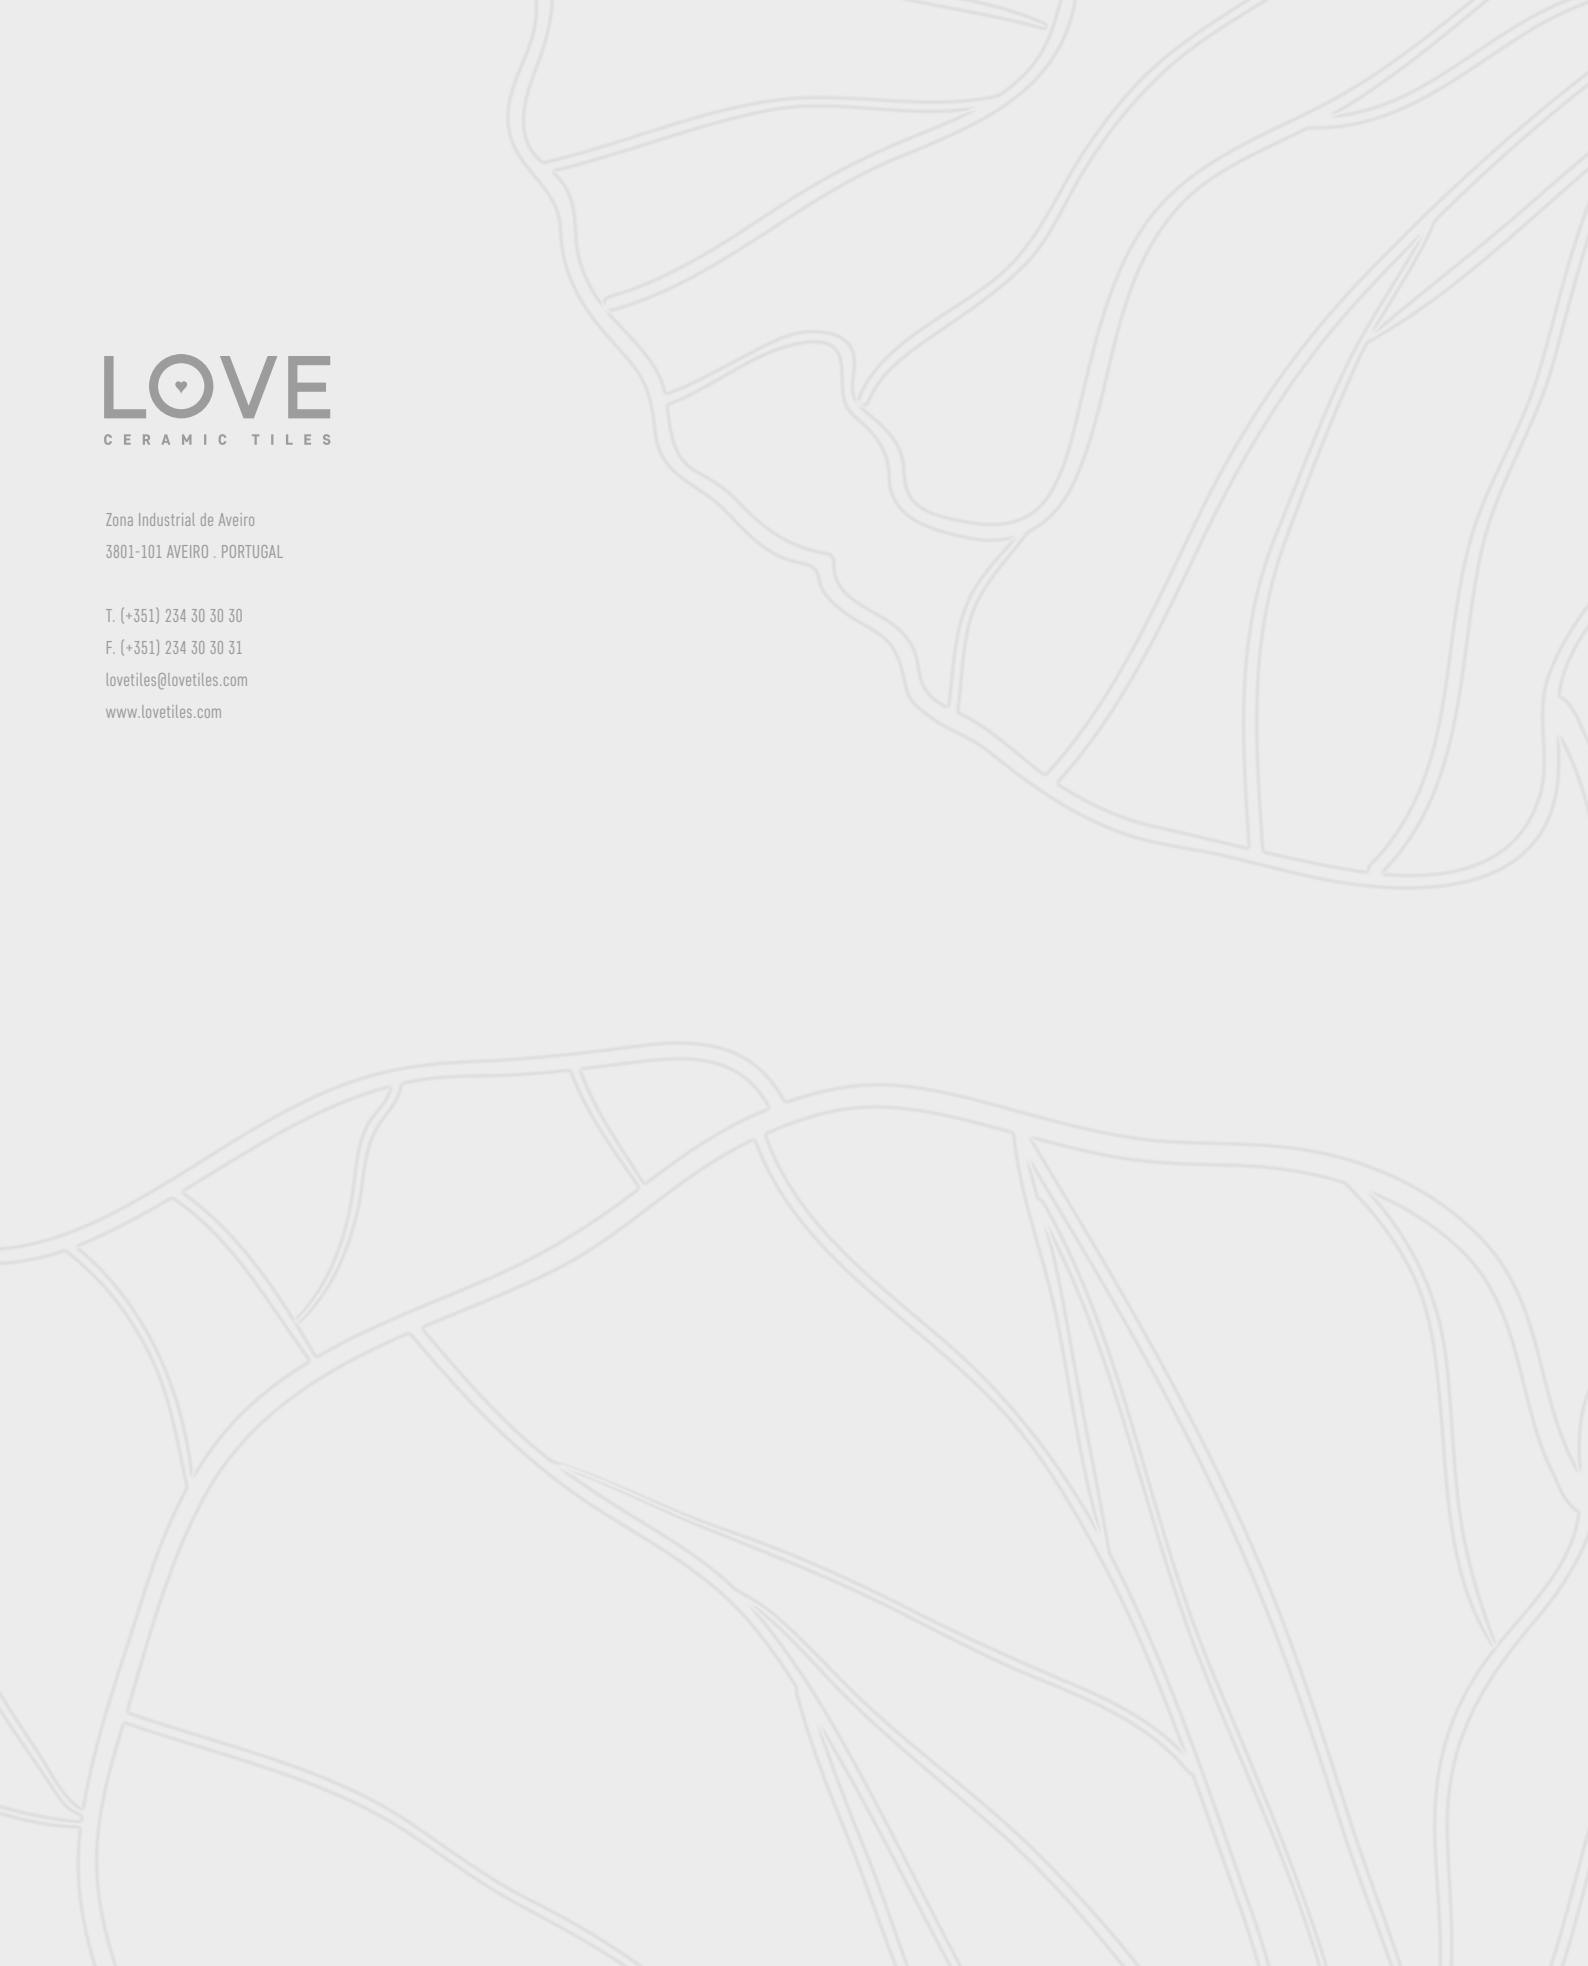 LOVE
CERAMIC TILES
Zona Industrial de Aveiro
3801-101 AVEIRO . PORTUGAL
T. (+351) 234 30 30 30
F. (+351) 234 30 30 31
lovetiles@lovetiles.com
www.lovetiles.com